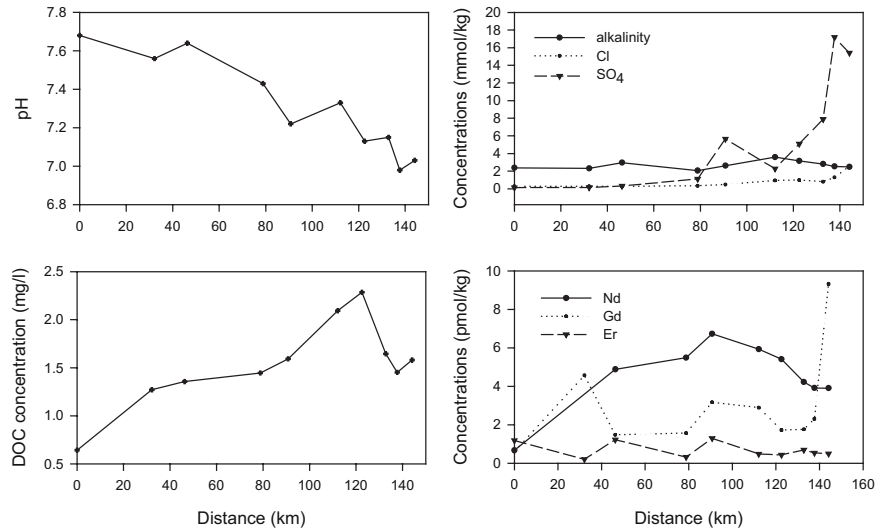 7.8
7.6
7.4
7.2
7.0
6.8
pH
0 20 40 60 80 100 120 140
20
18
16
14
12
10
8
6
4
2
0
Concentrations (mmol/kg)
alkalinity
Cl
SO4
0 20 40 60 80 100 120 140
2.5
2.0
1.5
1.0
0.5
DOC concentration (mg/l)
0 20 40 60 80 100 120 140
Distance (km)
10
8
6
4
2
0
Concentrations (pmol/kg)
Nd
Gd
Er
0 20 40 60 80 100 120 140 160
Distance (km)